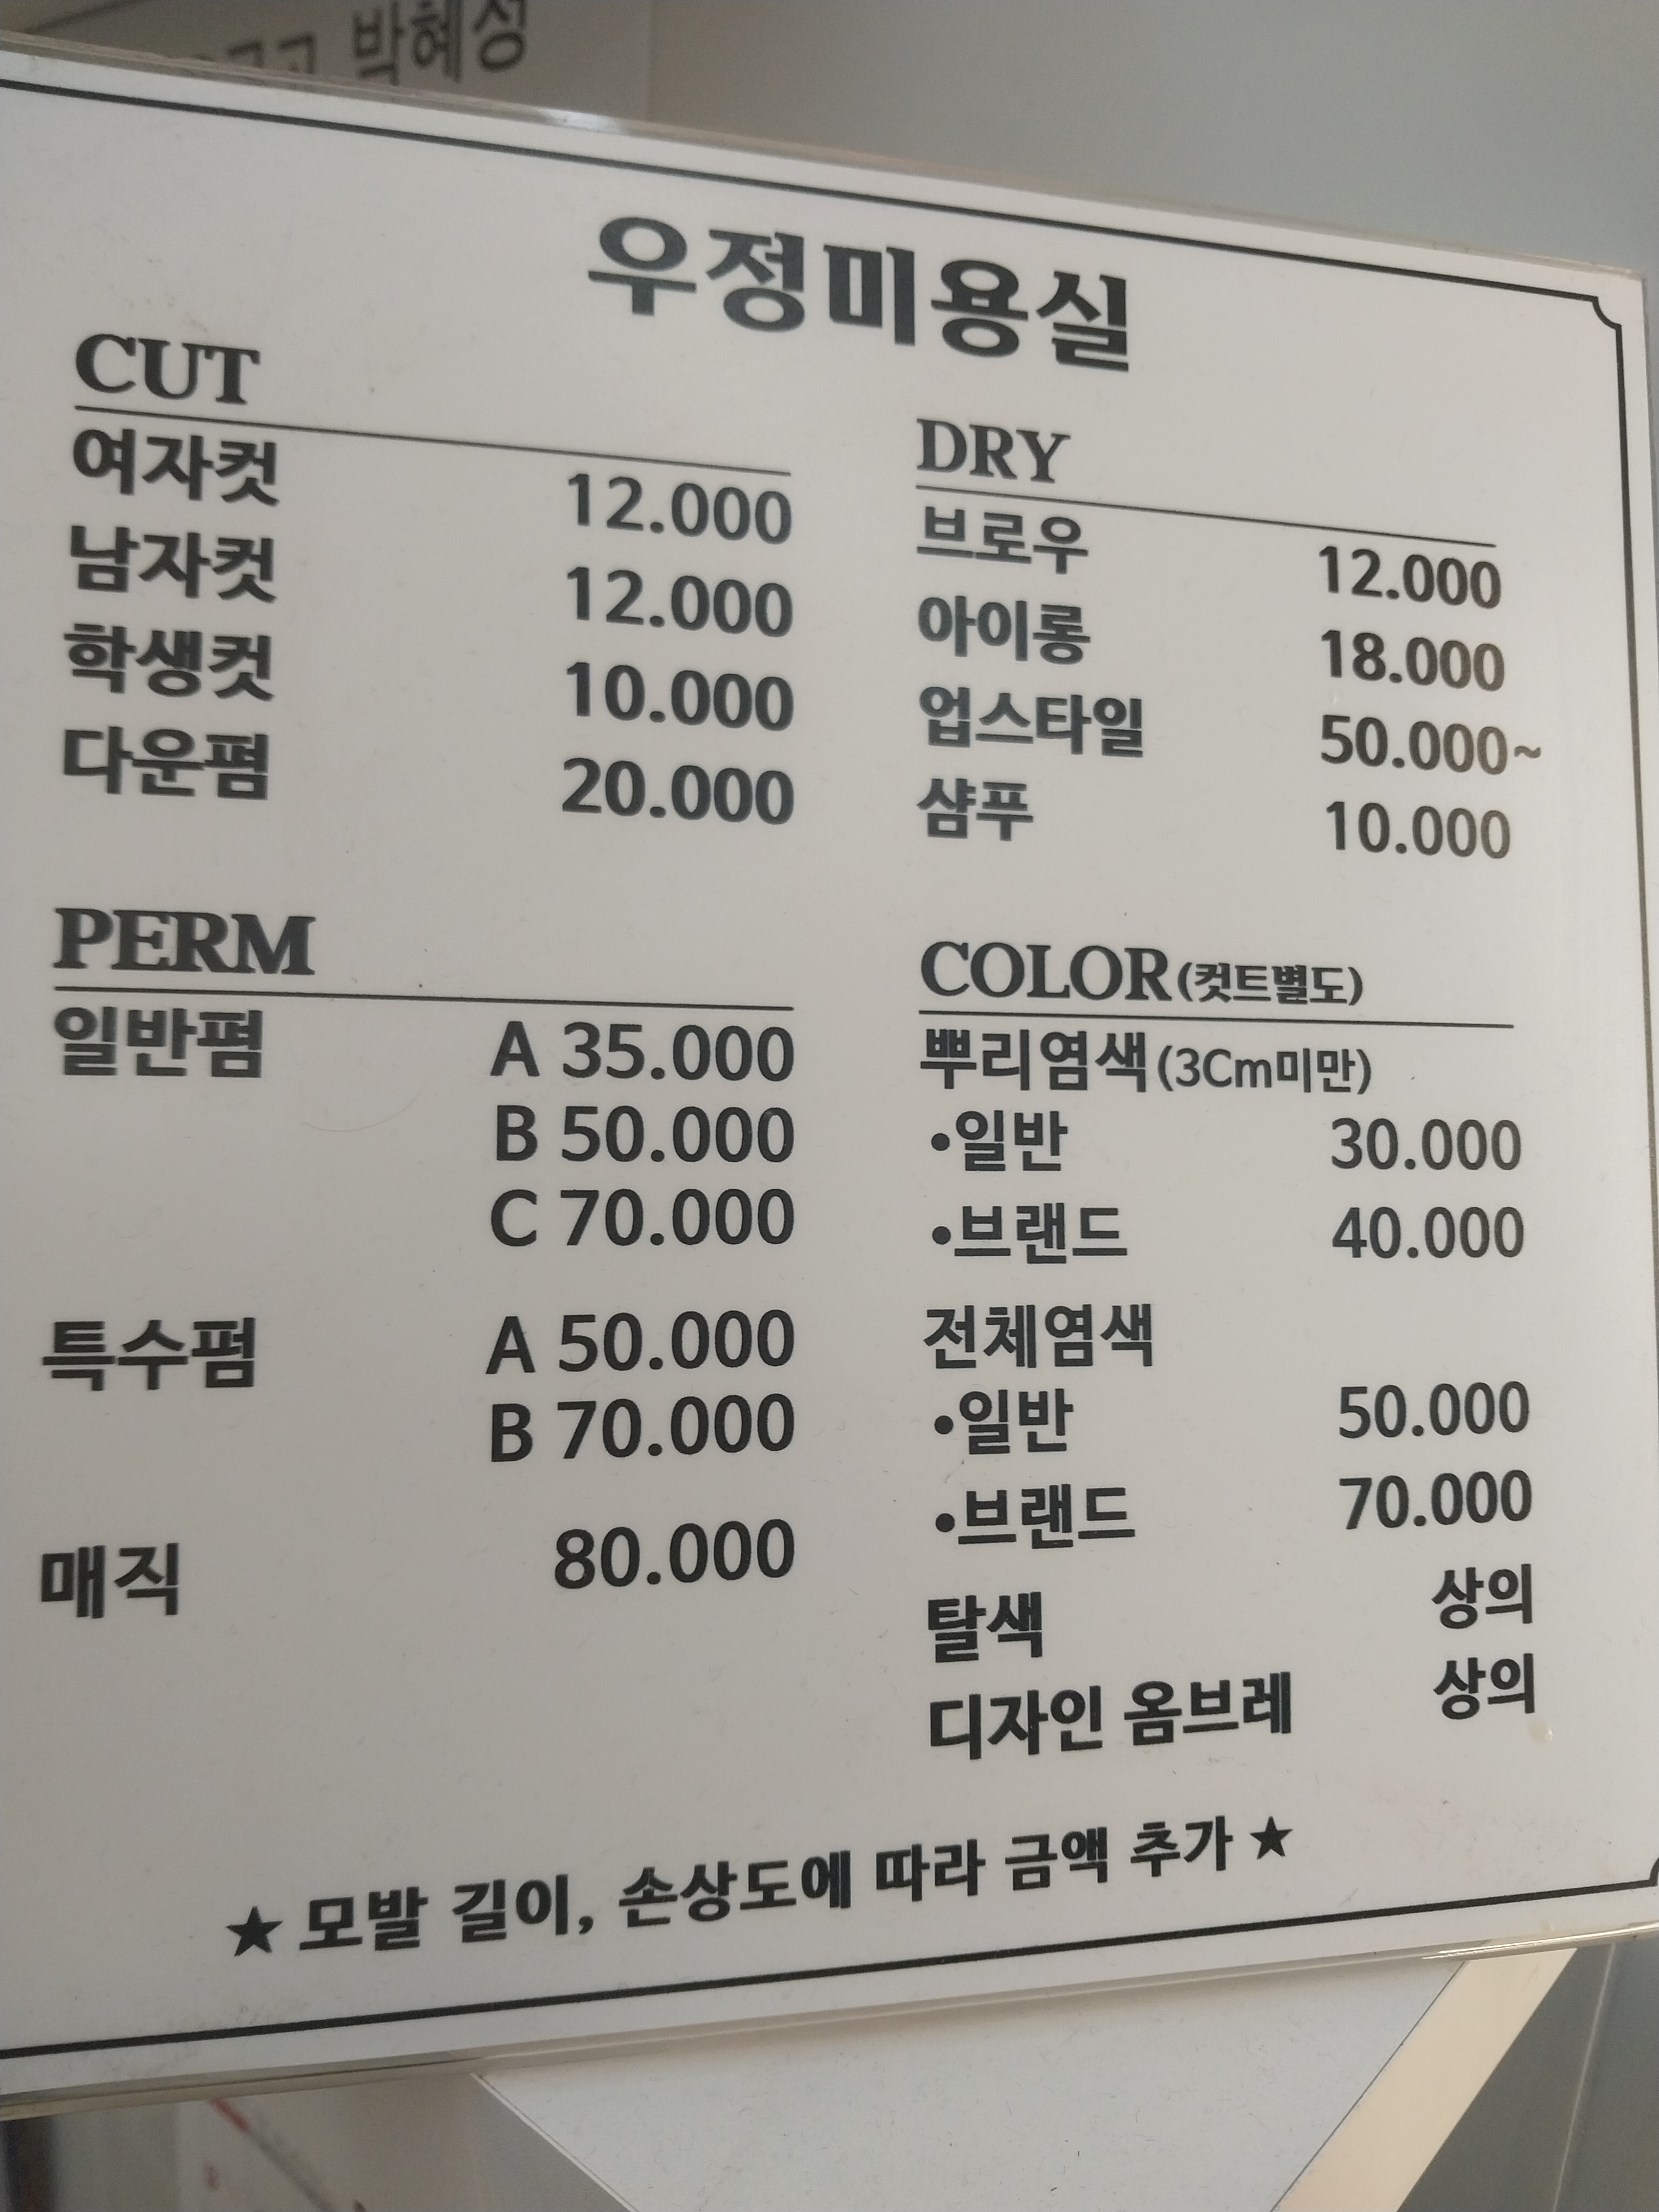 박혜성
우정미용실
CUT
여자컷 12.000
남자컷 12.000
학생컷 10.000
다운펌 20.000
DRY
브로우 12.000
아이롱 18.000
업스타일 50.000~
샴푸 10.000
PERM
일반펌 A 35.000
B 50.000
C 70.000
특수펌 A 50.000
B 70.000
매직 80.000
COLOR(컷트별도)
뿌리염색(3Cm미만)
•일반 30.000
•브랜드 40.000
전체염색
•일반 50.000
•브랜드 70.000
탈색 상의
디자인 옴브레 상의
★ 모발 길이, 손상도에 따라 금액 추가 ★